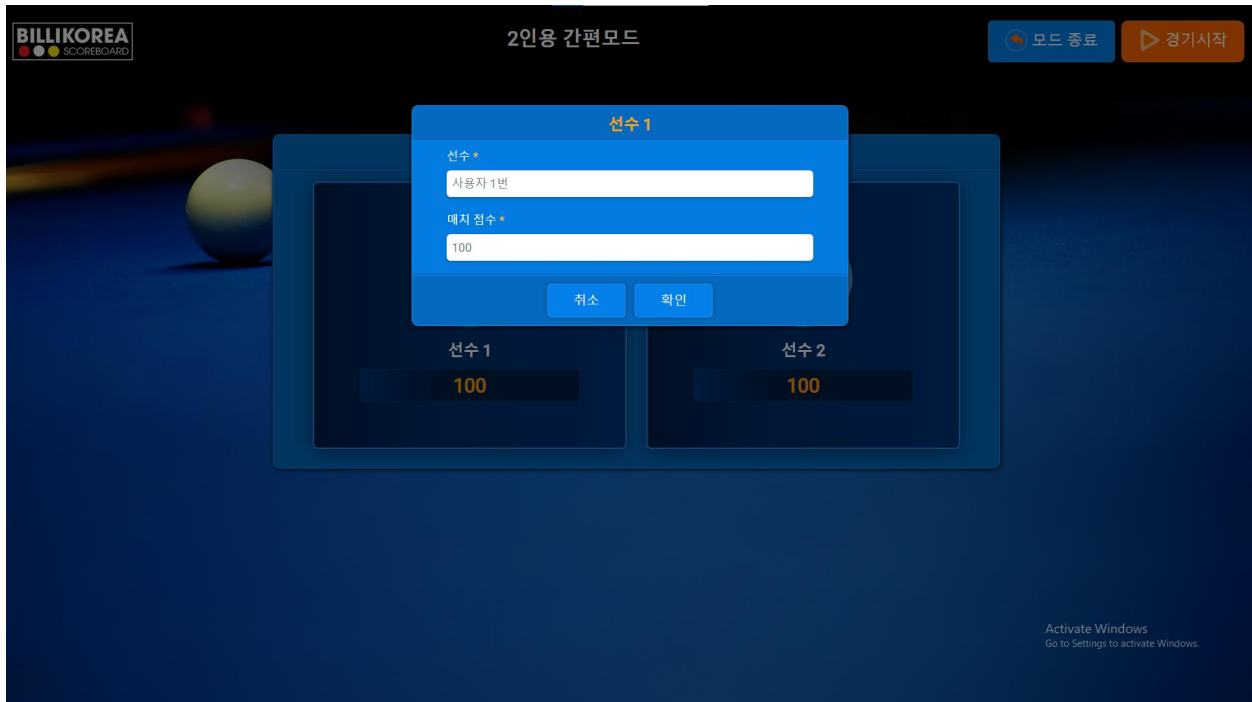 BILLIKOREA
SCOREBOARD
2인용 간편모드
모드 종료
경기시작
선수 1
선수 *
사용자 1번
매치 점수 *
100
취소
확인
선수 1
선수 2
100
100
Activate Windows
Go to Settings to activate Windows.